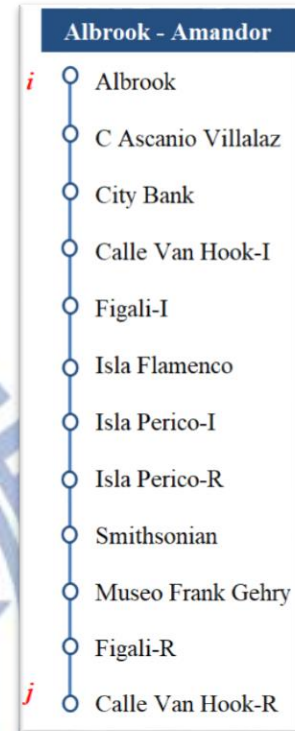 Albrook - Amandor
i Albrook
C Ascanio Villalaz
City Bank
Calle Van Hook-I
Figali-I
Isla Flamenco
Isla Perico-I
Isla Perico-R
Smithsonian
Museo Frank Gehry
Figali-R
j Calle Van Hook-R